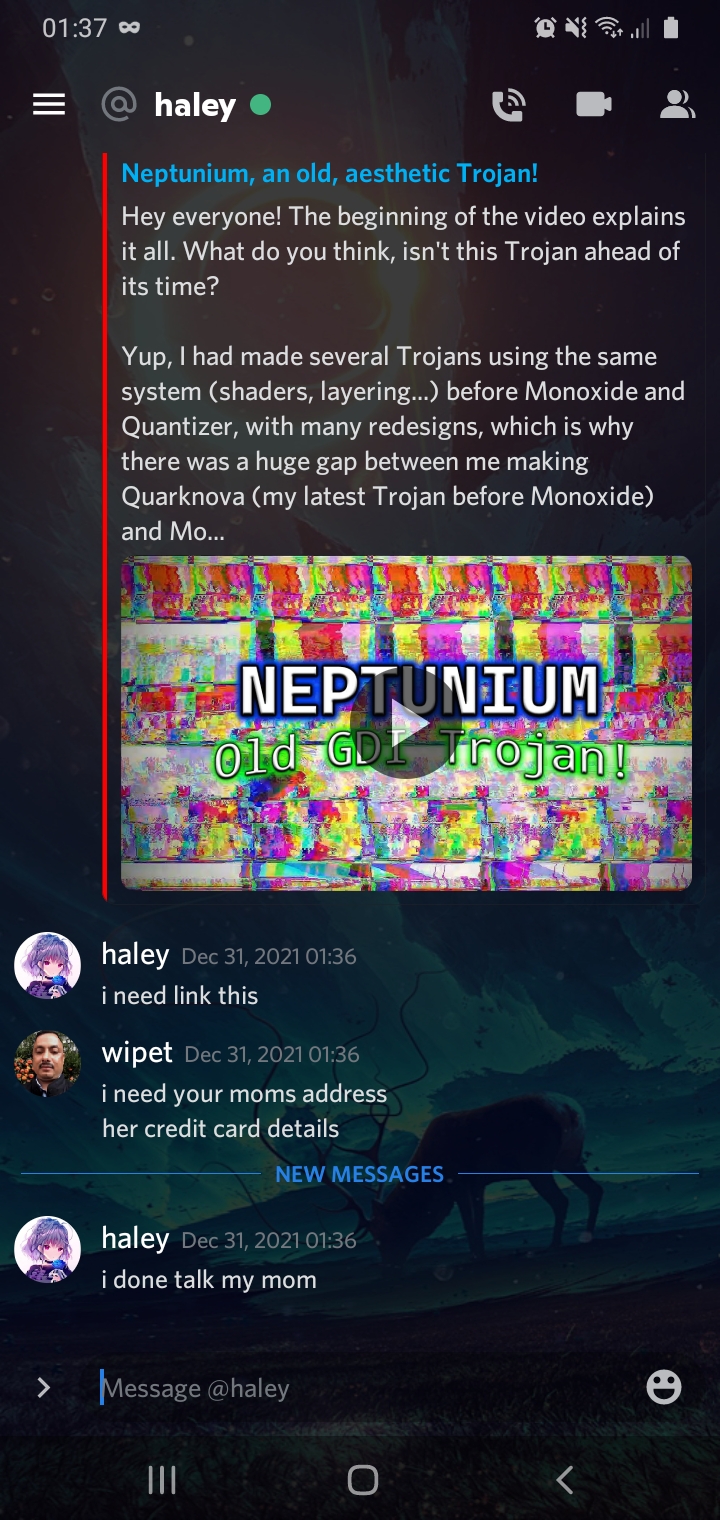 01:37
@ haley
Neptunium, an old, aesthetic Trojan!
Hey everyone! The beginning of the video explains
it all. What do you think, isn't this Trojan ahead of
its time?
Yup, I had made several Trojans using the same
system (shaders, layering...) before Monoxide and
Quantizer, with many redesigns, which is why
there was a huge gap between me making
Quarknova (my latest Trojan before Monoxide)
and Mo...
NEPTUNIUM
Old GDI Trojan!
haley Dec 31, 2021 01:36
i need link this
wipet Dec 31, 2021 01:36
i need your moms address
her credit card details
NEW MESSAGES
haley Dec 31, 2021 01:36
i done talk my mom
Message @haley